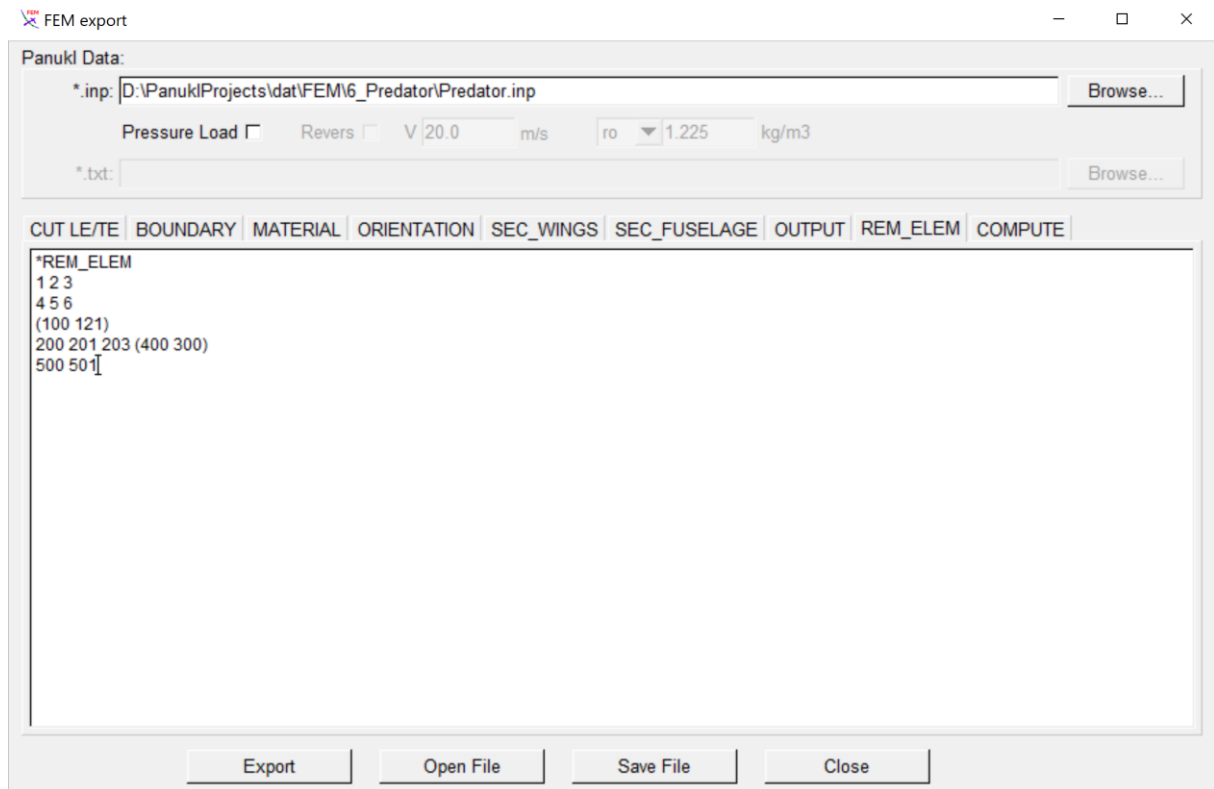 FEM export
Panukl Data:
*.inp: D:\PanuklProjects\dat\FEM\6_Predator\Predator.inp Browse...
Pressure Load Revers V 20.0 m/s ro 1.225 kg/m3
*.txt: Browse...
CUT LE/TE BOUNDARY MATERIAL ORIENTATION SEC_WINGS SEC_FUSELAGE OUTPUT REM_ELEM COMPUTE
*REM_ELEM
1 2 3
4 5 6
(100 121)
200 201 203 (400 300)
500 501
Export Open File Save File Close